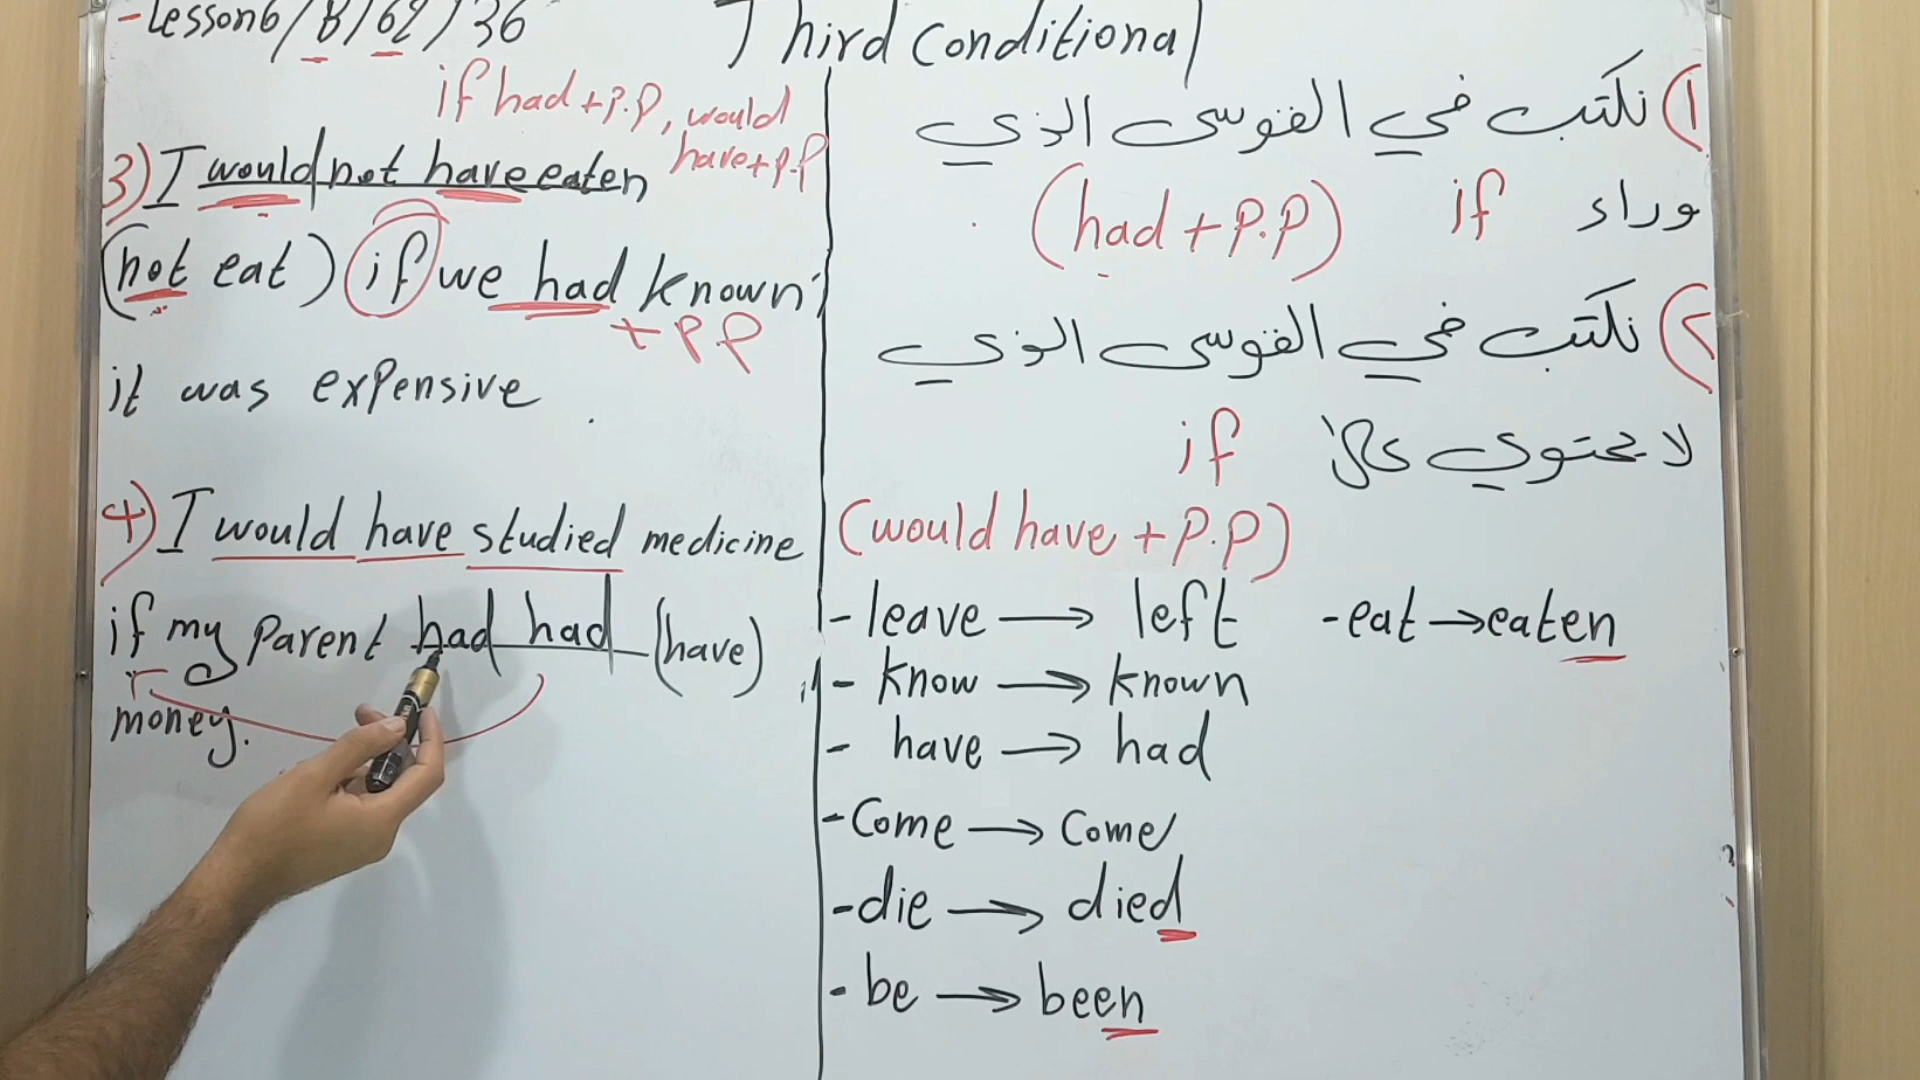 -Lesson6/B/62/36
Third Conditional
if had +P.P, would
have+P.P
3) I would not have eaten
(not eat) if we had known
+ P.P
it was expensive.
4) I would have studied medicine
if my parent had had (have)
money.
١) نكتب في القوس الذي
وراء if
(had + P.P)
٢) نكتب في القوس الذي
لا يحتوي على if
(would have + P.P)
- leave → left
-eat → eaten
- know → known
- have → had
- Come → Come
-die → died
- be → been